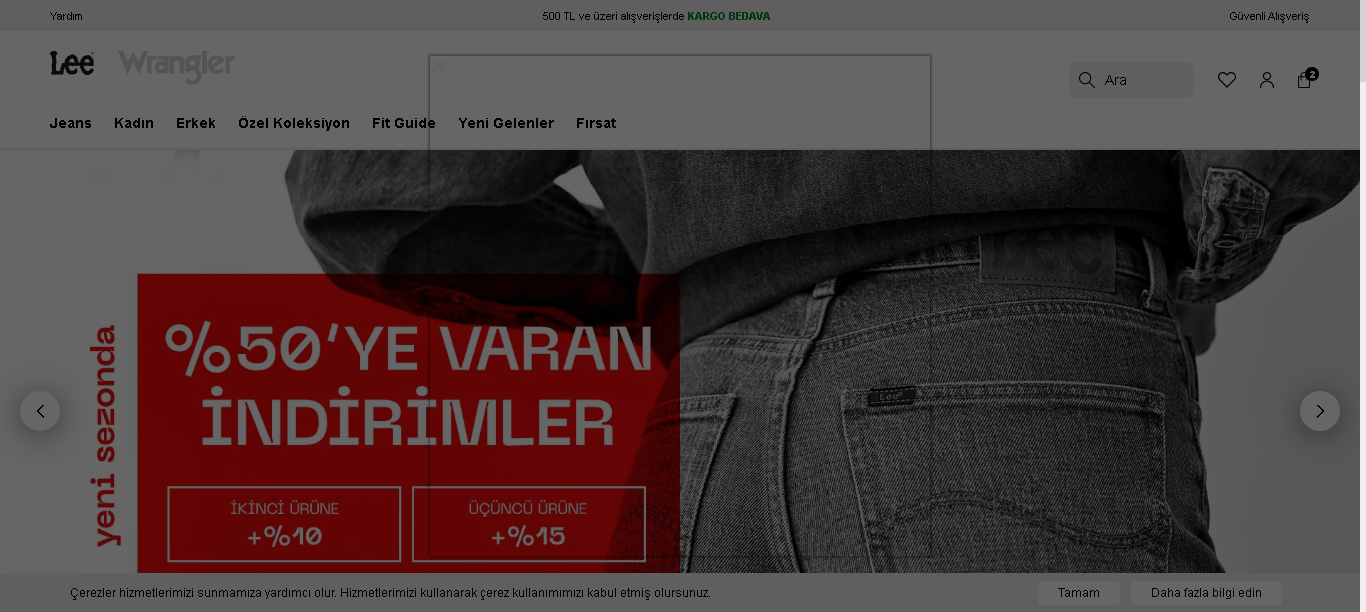 Yardım
500 TL ve üzeri alışverişlerde KARGO BEDAVA
Güvenli Alışveriş
Lee
Wrangler
Ara
2
Jeans
Kadın
Erkek
Özel Koleksiyon
Fit Guide
Yeni Gelenler
Fırsat
Lee
yeni sezonda
%50'YE VARAN
İNDİRİMLER
Lee
İKİNCİ ÜRÜNE
+%10
ÜÇÜNCÜ ÜRÜNE
+%15
Çerezler hizmetlerimizi sunmamıza yardımcı olur. Hizmetlerimizi kullanarak çerez kullanımımızı kabul etmiş olursunuz.
Tamam
Daha fazla bilgi edin